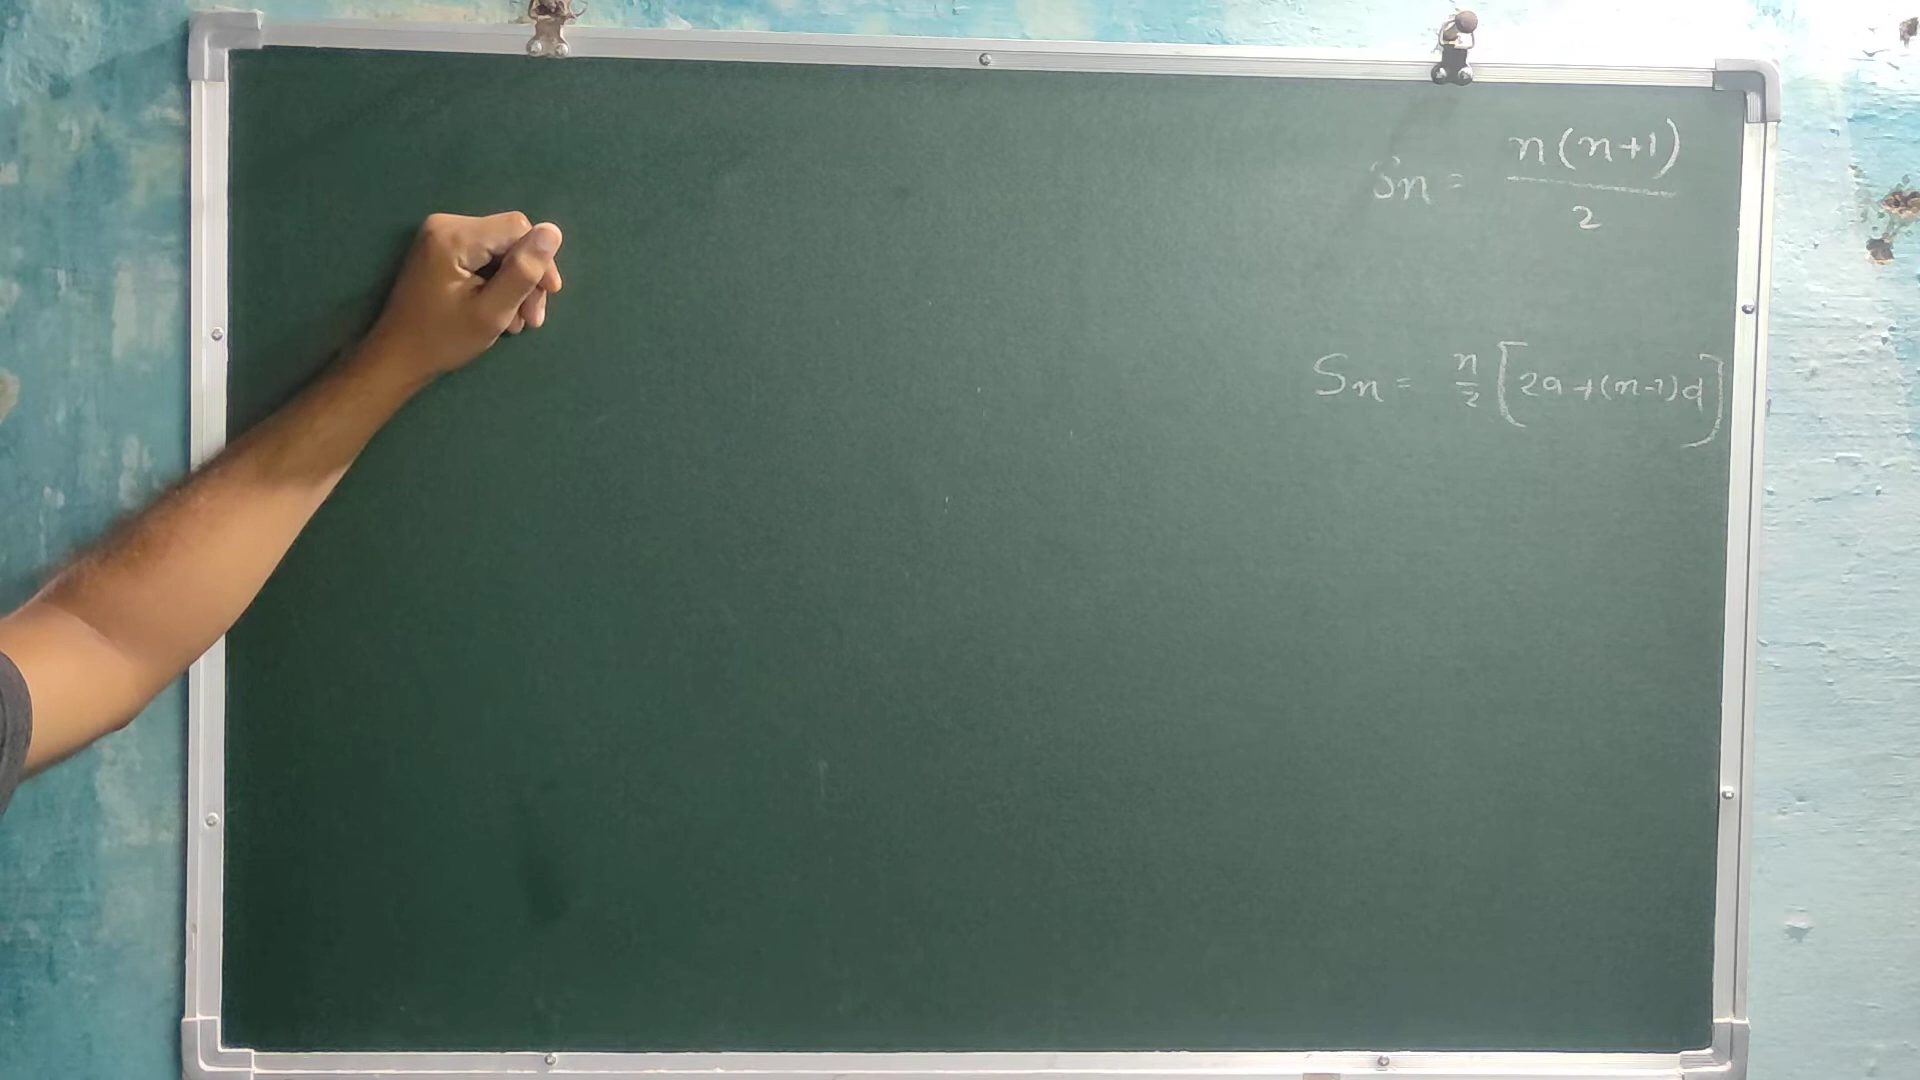 Sn = n(n+1)/2
Sn = n/2 [2a+(n-1)d]